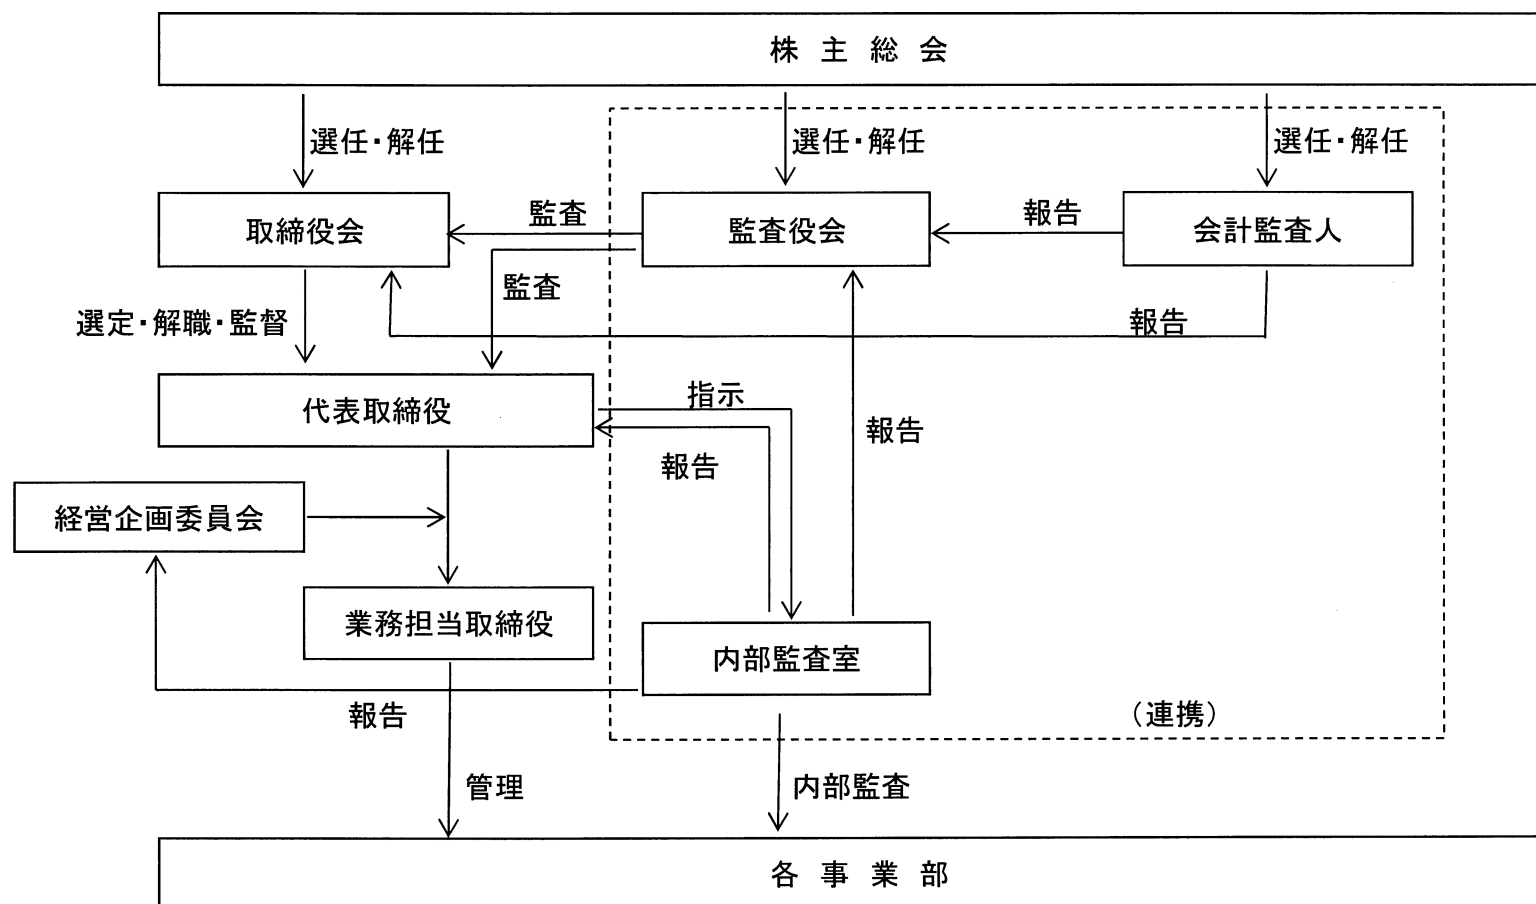 株主総会
選任・解任
選任・解任
選任・解任
取締役会
監査
監査役会
報告
会計監査人
監査
選定・解職・監督
報告
代表取締役
指示
報告
報告
経営企画委員会
業務担当取締役
内部監査室
報告
（連携）
管理
内部監査
各事業部